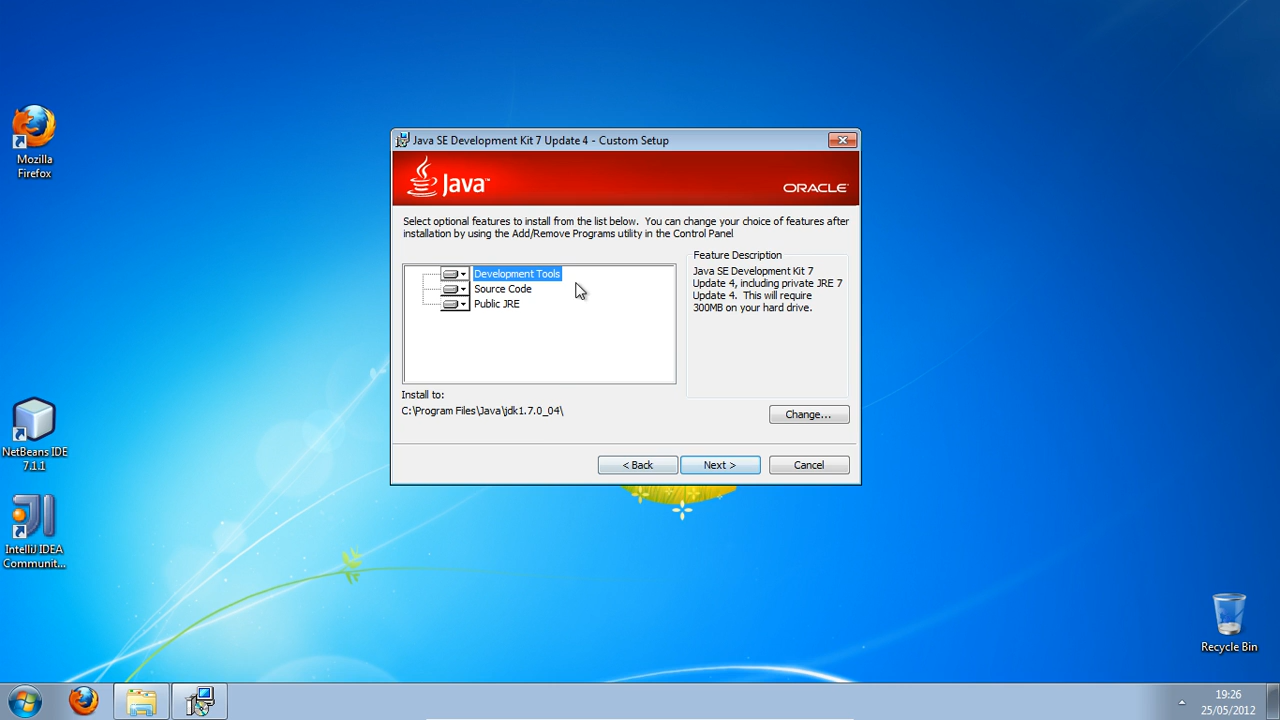 Mozilla
Firefox
NetBeans IDE
7.1.1
IntelliJ IDEA
Communit...
Java SE Development Kit 7 Update 4 - Custom Setup
Java™
ORACLE
Select optional features to install from the list below. You can change your choice of features after
installation by using the Add/Remove Programs utility in the Control Panel
Development Tools
Source Code
Public JRE
Feature Description
Java SE Development Kit 7
Update 4, including private JRE 7
Update 4. This will require
300MB on your hard drive.
Install to:
C:\Program Files\Java\jdk1.7.0_04\
Change...
< Back
Next >
Cancel
Recycle Bin
19:26
25/05/2012